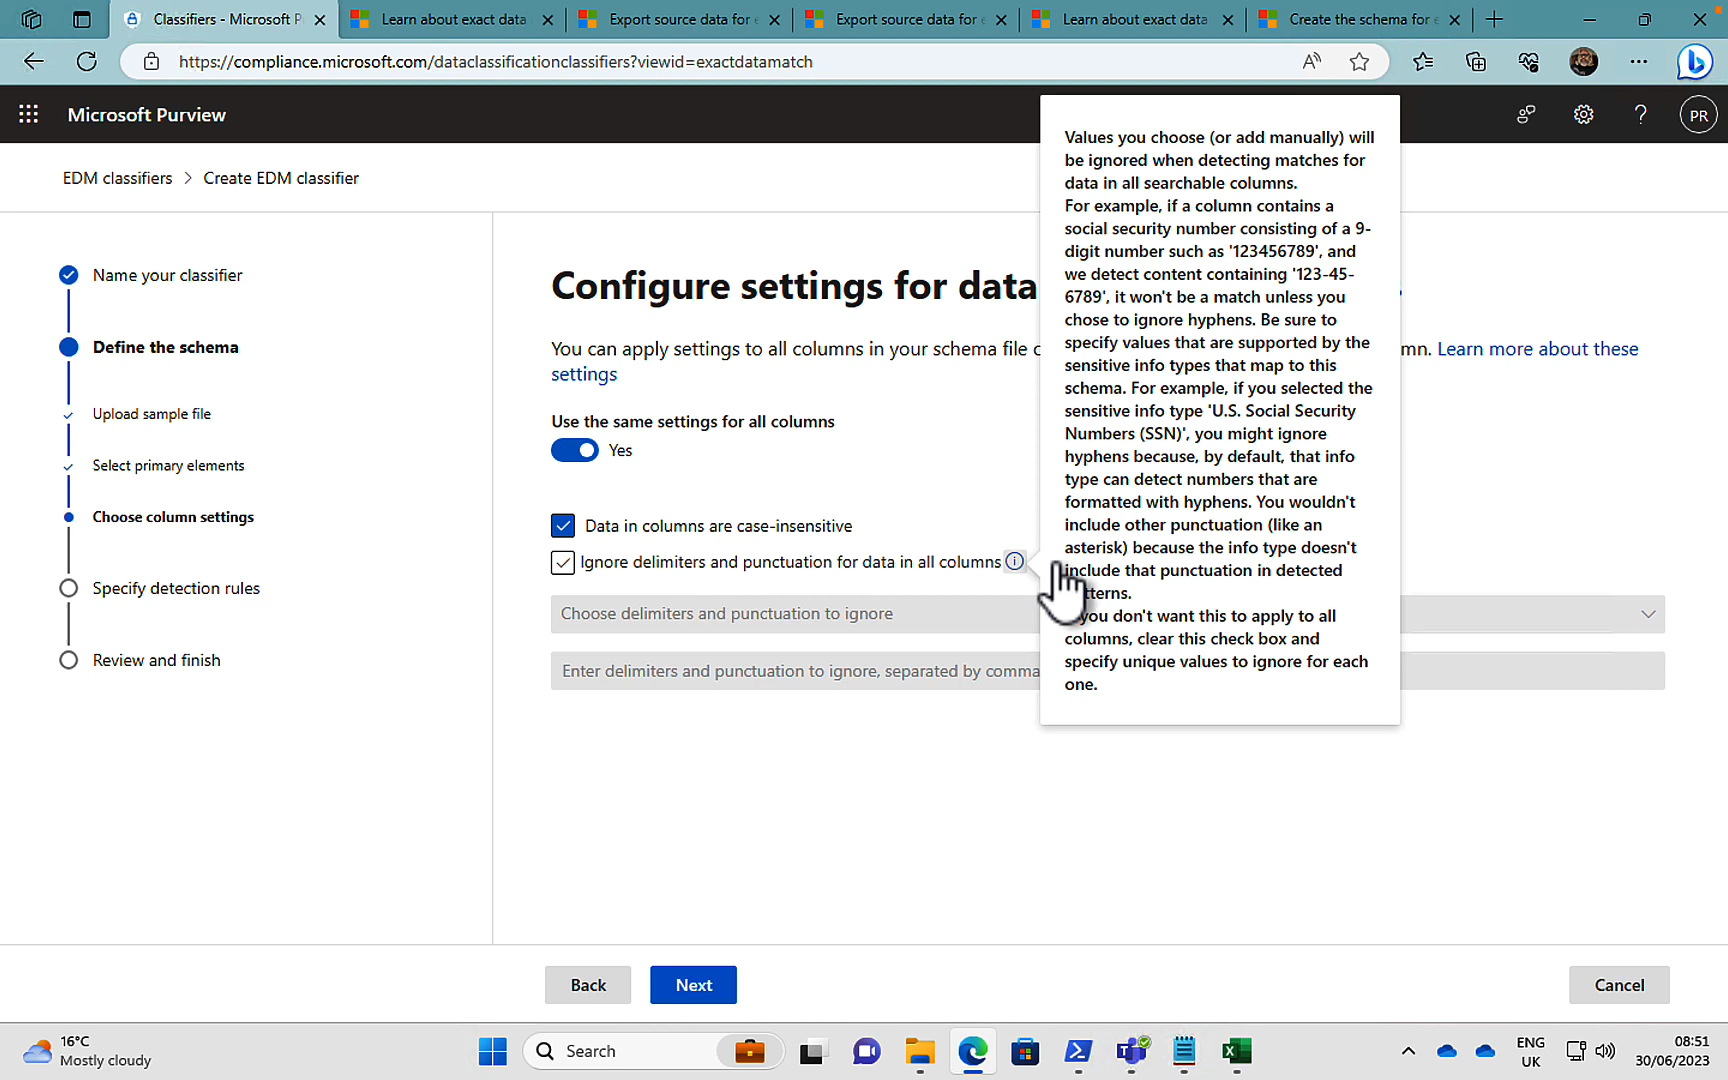 Classifiers - Microsoft P
Learn about exact data
Export source data for e
Export source data for e
Learn about exact data
Create the schema for e
https://compliance.microsoft.com/dataclassificationclassifiers?viewid=exactdatamatch
Microsoft Purview
PR
EDM classifiers > Create EDM classifier
Name your classifier
Define the schema
Upload sample file
Select primary elements
Choose column settings
Specify detection rules
Review and finish
Configure settings for data
You can apply settings to all columns in your schema file
mn. Learn more about these
settings
Use the same settings for all columns
Yes
Data in columns are case-insensitive
Ignore delimiters and punctuation for data in all columns
Choose delimiters and punctuation to ignore
Enter delimiters and punctuation to ignore, separated by comma
Values you choose (or add manually) will
be ignored when detecting matches for
data in all searchable columns.
For example, if a column contains a
social security number consisting of a 9-
digit number such as '123456789', and
we detect content containing '123-45-
6789', it won't be a match unless you
chose to ignore hyphens. Be sure to
specify values that are supported by the
sensitive info types that map to this
schema. For example, if you selected the
sensitive info type 'U.S. Social Security
Numbers (SSN)', you might ignore
hyphens because, by default, that info
type can detect numbers that are
formatted with hyphens. You wouldn't
include other punctuation (like an
asterisk) because the info type doesn't
include that punctuation in detected
tterns.
you don't want this to apply to all
columns, clear this check box and
specify unique values to ignore for each
one.
Back
Next
Cancel
16°C
Mostly cloudy
Search
ENG
UK
08:51
30/06/2023